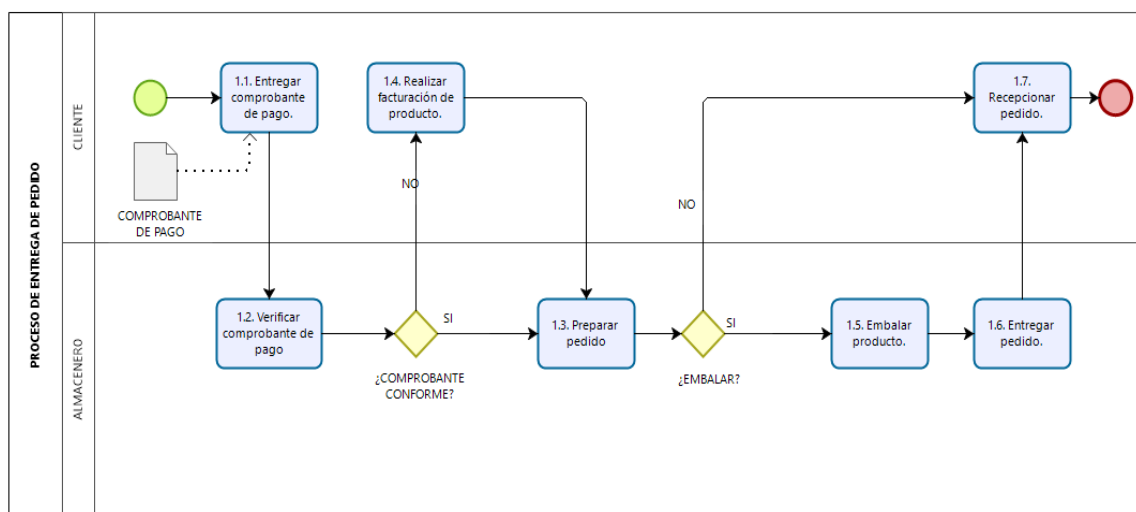 PROCESO DE ENTREGA DE PEDIDO
CLIENTE
1.1. Entregar
comprobante
de pago.
COMPROBANTE
DE PAGO
1.4. Realizar
facturación de
producto.
NO
NO
1.7.
Recepcionar
pedido.
ALMACENERO
1.2. Verificar
comprobante de
pago
¿COMPROBANTE
CONFORME?
SI
1.3. Preparar
pedido
¿EMBALAR?
SI
1.5. Embalar
producto.
1.6. Entregar
pedido.